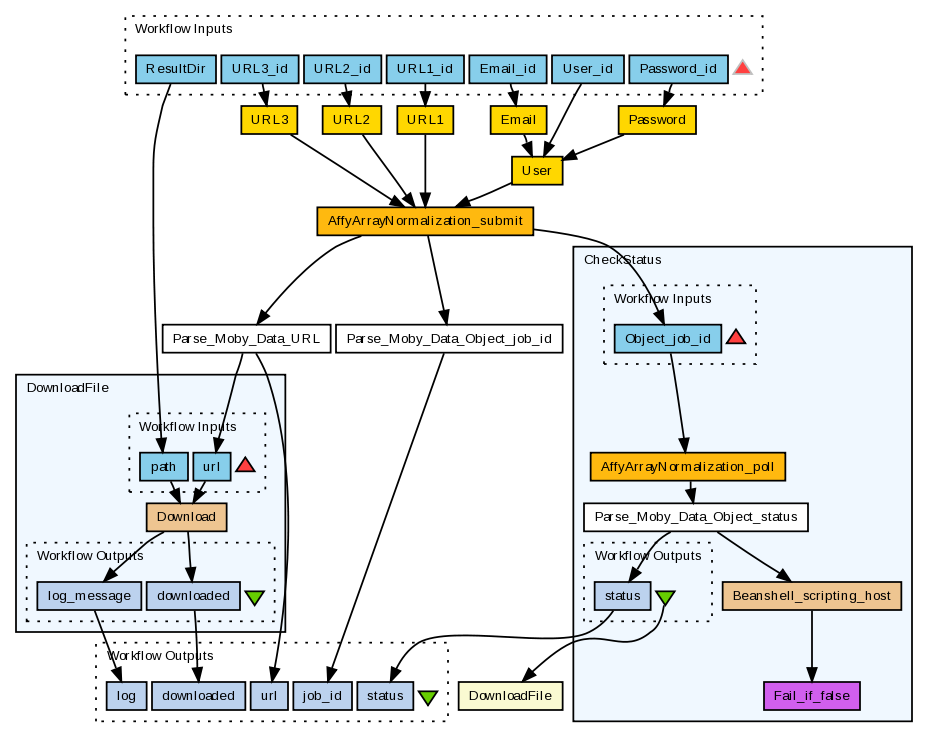 Workflow Inputs
ResultDir
URL3_id
URL2_id
URL1_id
Email_id
User_id
Password_id
URL3
URL2
URL1
Email
Password
User
AffyArrayNormalization_submit
CheckStatus
Workflow Inputs
Object_job_id
Parse_Moby_Data_URL
Parse_Moby_Data_Object_job_id
DownloadFile
Workflow Inputs
path
url
AffyArrayNormalization_poll
Download
Parse_Moby_Data_Object_status
Workflow Outputs
log_message
downloaded
Workflow Outputs
status
Beanshell_scripting_host
Workflow Outputs
log
downloaded
url
job_id
status
DownloadFile
Fail_if_false